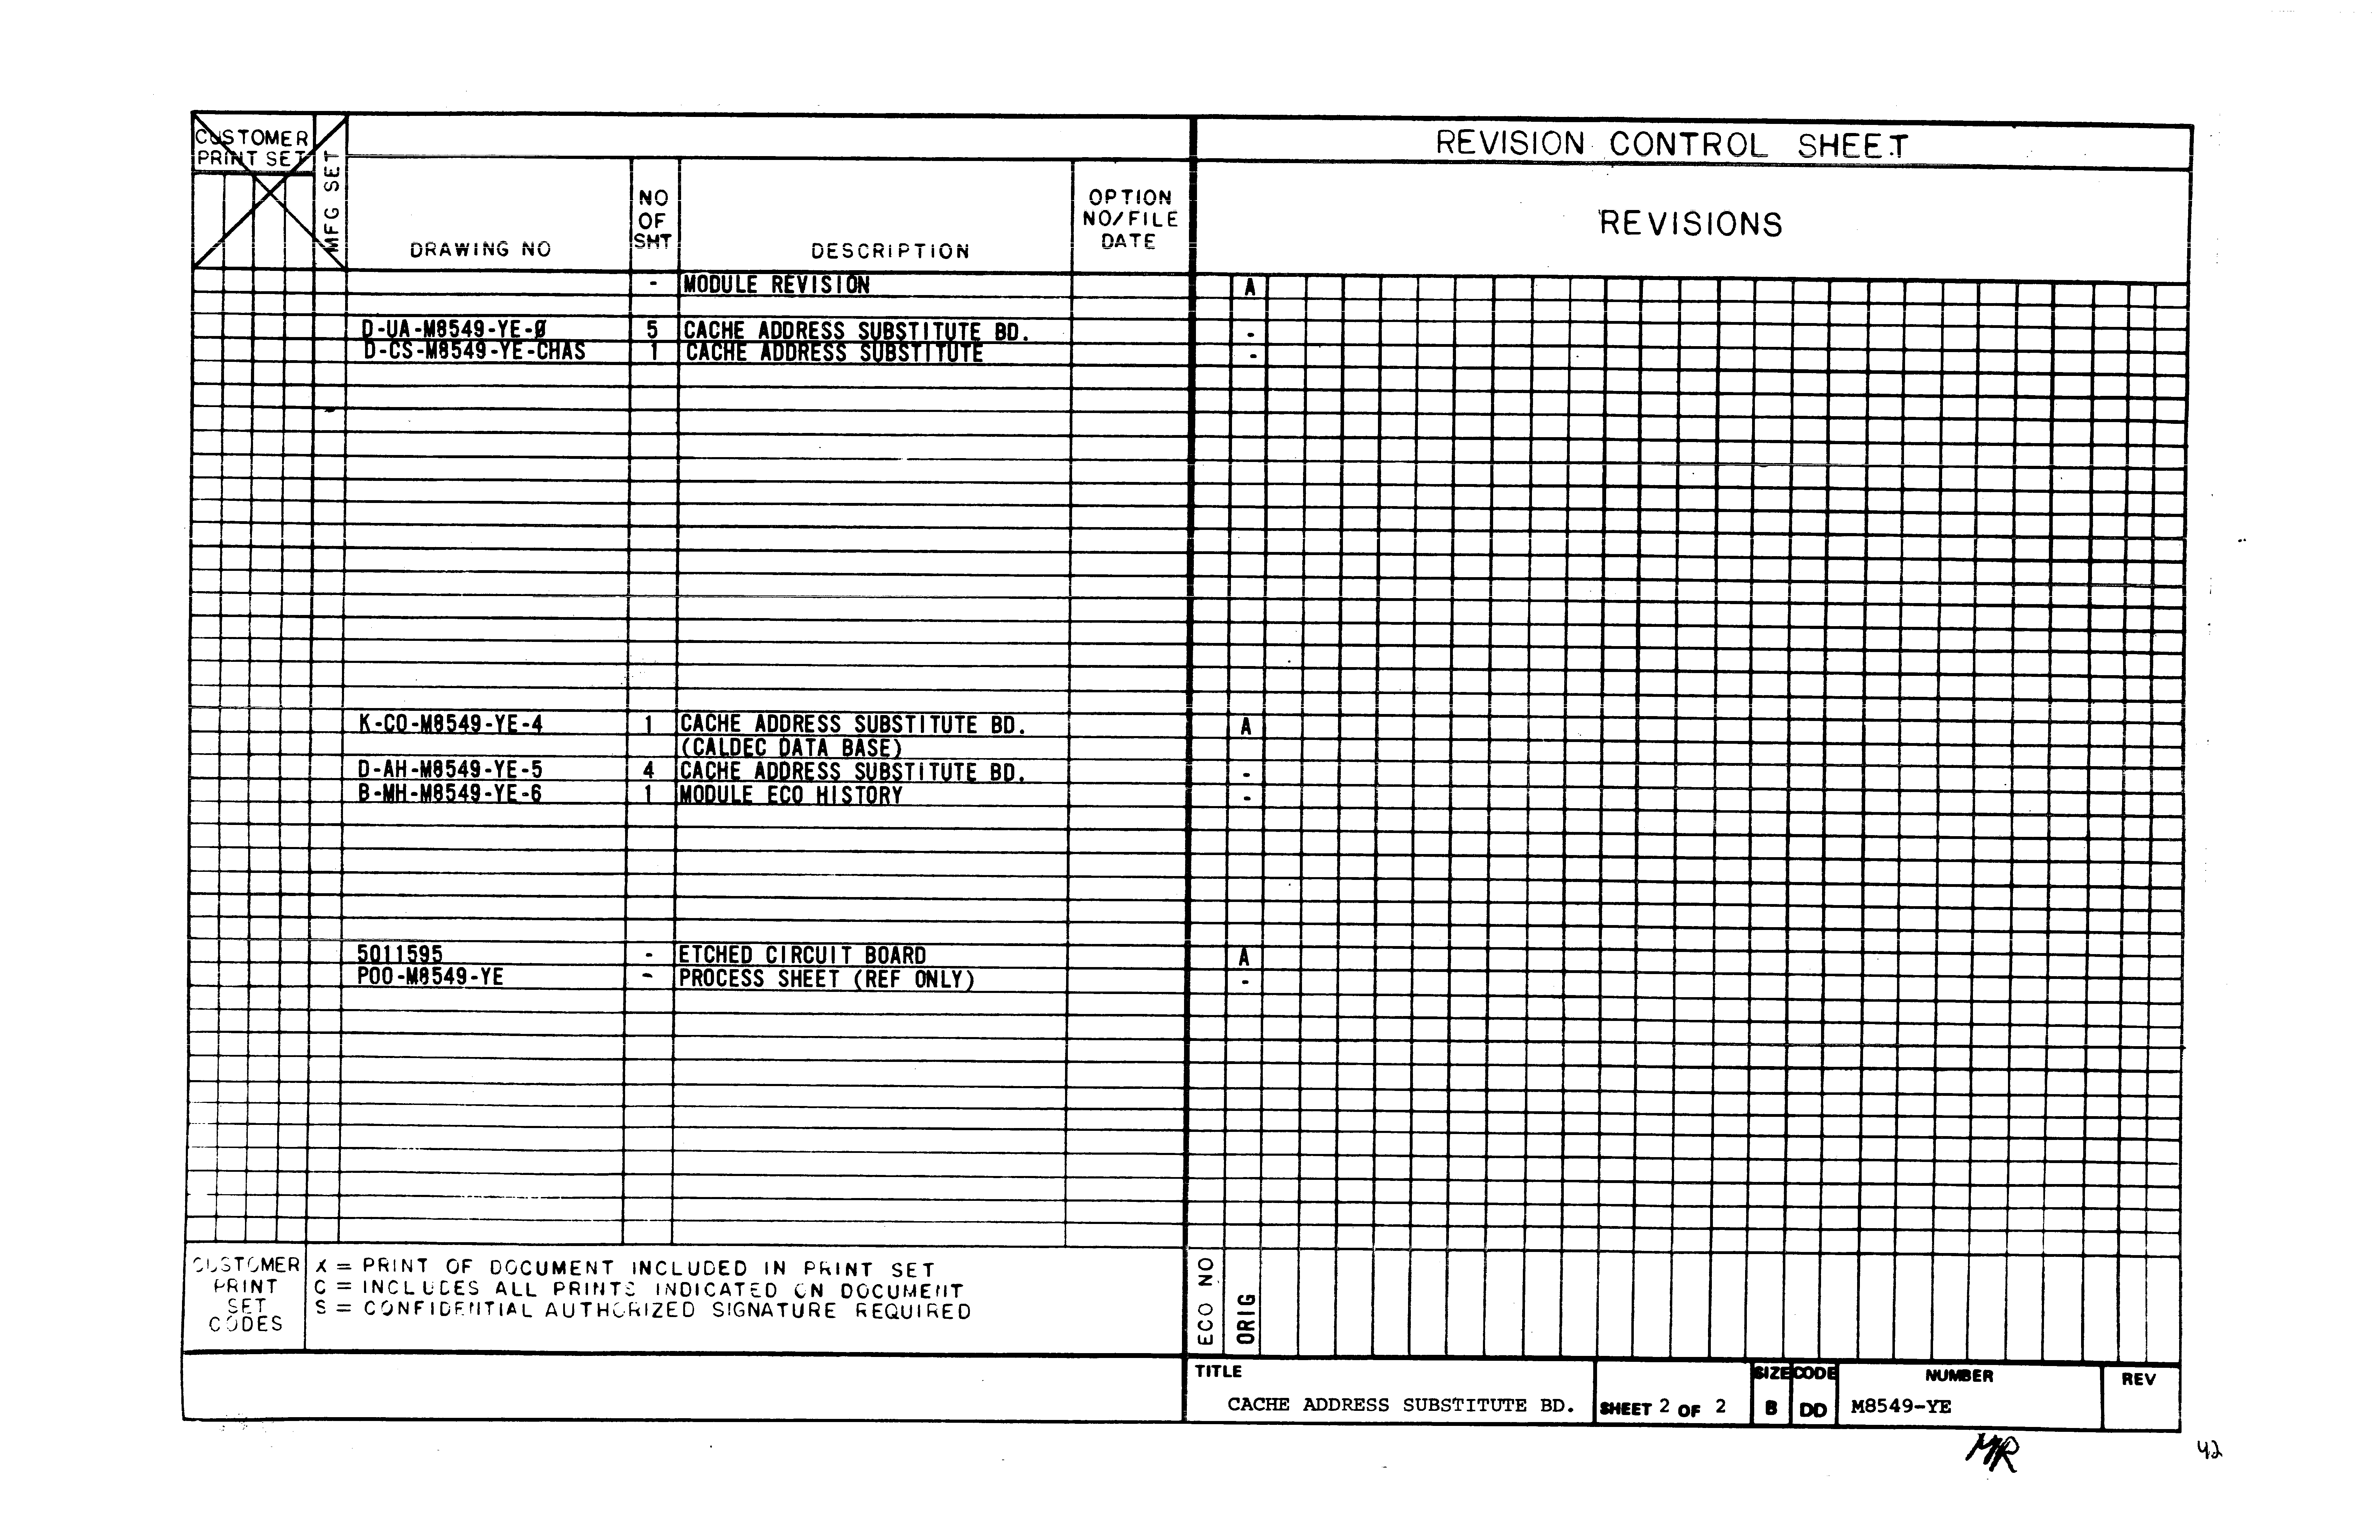 CUSTOMER
PRINT SET
MFG SET
DRAWING NO
NO
OF
SHT
DESCRIPTION
OPTION
NO/FILE
DATE
REVISION CONTROL SHEET
REVISIONS
- MODULE REVISION A
D-UA-M8549-YE-Ø 5 CACHE ADDRESS SUBSTITUTE BD. -
D-CS-M8549-YE-CHAS 1 CACHE ADDRESS SUBSTITUTE -
K-CO-M8549-YE-4 1 CACHE ADDRESS SUBSTITUTE BD. A
(CALDEC DATA BASE)
D-AH-M8549-YE-5 4 CACHE ADDRESS SUBSTITUTE BD. -
B-MH-M8549-YE-6 1 MODULE ECO HISTORY -
5011595 - ETCHED CIRCUIT BOARD A
P00-M8549-YE - PROCESS SHEET (REF ONLY) -
CUSTOMER
PRINT
SET
CODES
X = PRINT OF DOCUMENT INCLUDED IN PRINT SET
C = INCLUDES ALL PRINTS INDICATED ON DOCUMENT
S = CONFIDENTIAL AUTHORIZED SIGNATURE REQUIRED
ECO NO
ORIG
TITLE
CACHE ADDRESS SUBSTITUTE BD.
SHEET 2 OF 2
SIZE
B
CODE
DD
NUMBER
M8549-YE
REV
MR
42